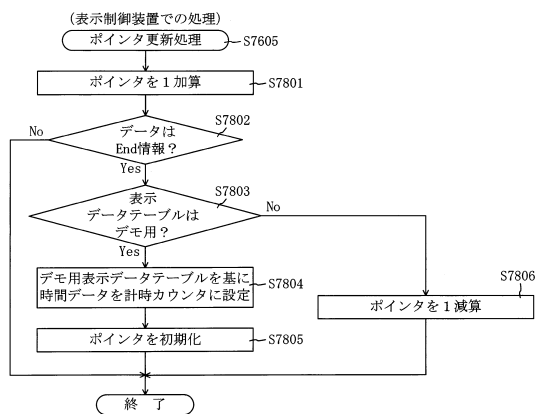 (表示制御装置での処理)
ポインタ更新処理
S7605
ポインタを1加算
S7801
S7802
No
データは
End情報?
Yes
S7803
表示
データテーブルは
デモ用?
No
Yes
デモ用表示データテーブルを基に
時間データを計時カウンタに設定
S7804
S7806
ポインタを1減算
ポインタを初期化
S7805
終 了